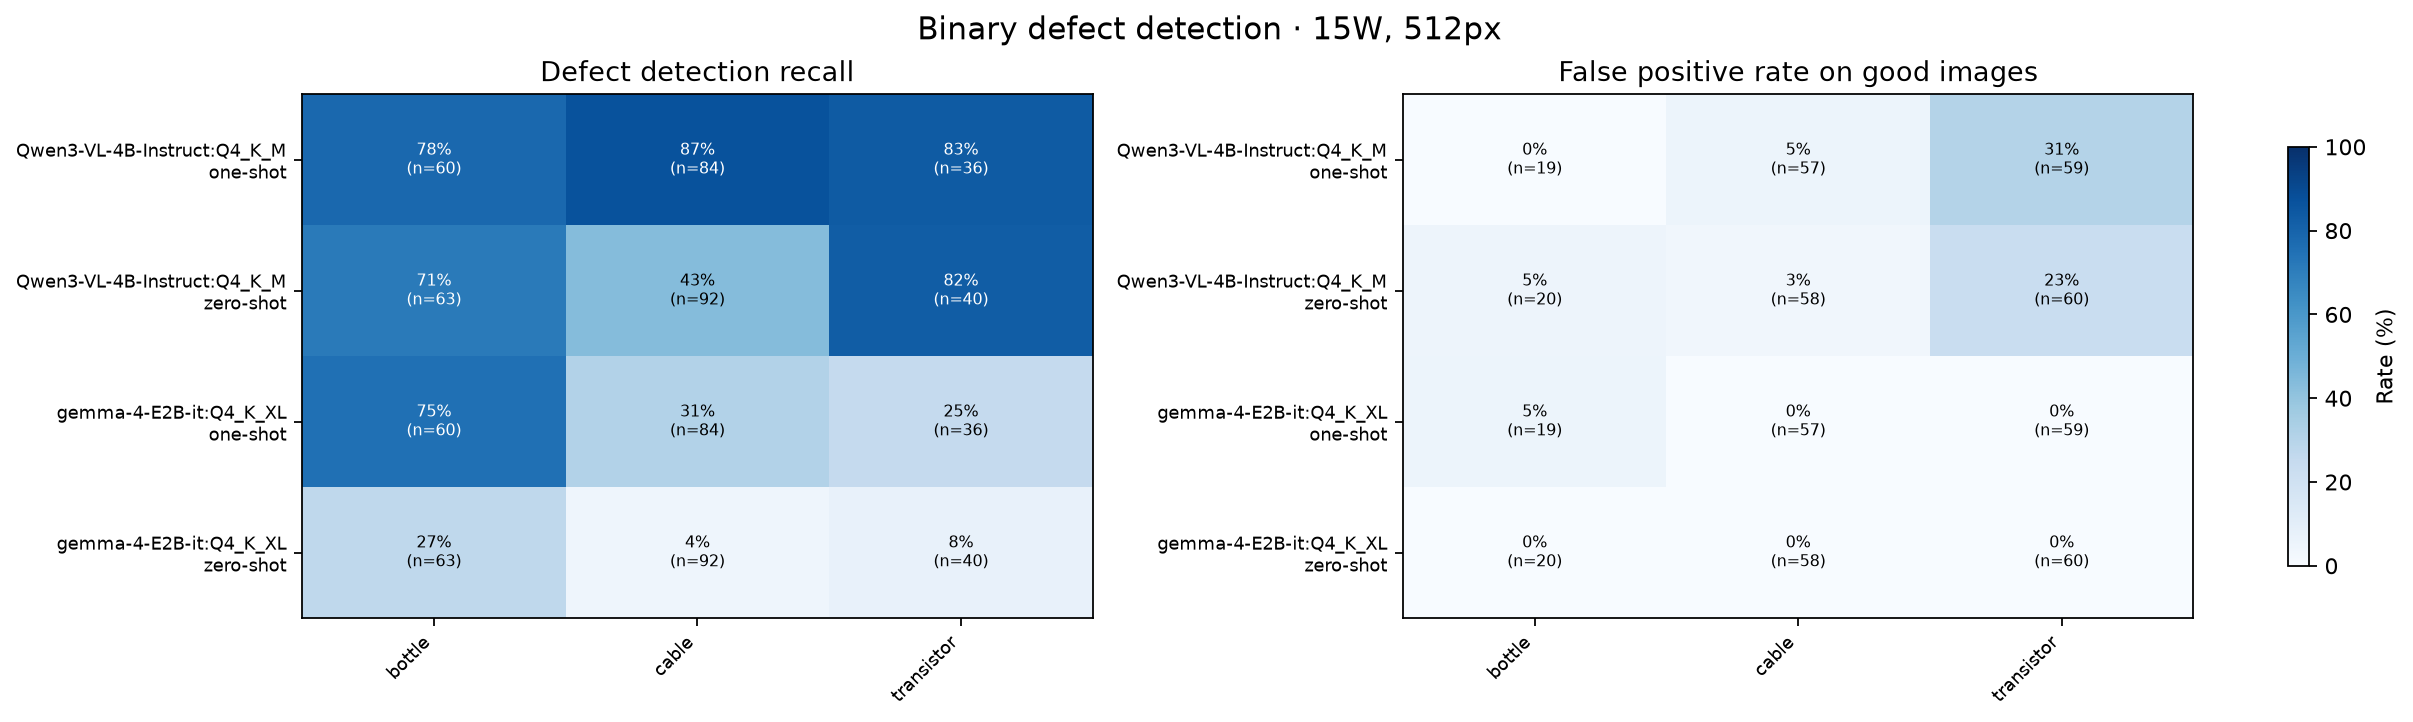 Binary defect detection · 15W, 512px
Defect detection recall
Qwen3-VL-4B-Instruct:Q4_K_M
one-shot
78%
(n=60)
87%
(n=84)
83%
(n=36)
Qwen3-VL-4B-Instruct:Q4_K_M
zero-shot
71%
(n=63)
43%
(n=92)
82%
(n=40)
gemma-4-E2B-it:Q4_K_XL
one-shot
75%
(n=60)
31%
(n=84)
25%
(n=36)
gemma-4-E2B-it:Q4_K_XL
zero-shot
27%
(n=63)
4%
(n=92)
8%
(n=40)
bottle
cable
transistor
False positive rate on good images
Qwen3-VL-4B-Instruct:Q4_K_M
one-shot
0%
(n=19)
5%
(n=57)
31%
(n=59)
Qwen3-VL-4B-Instruct:Q4_K_M
zero-shot
5%
(n=20)
3%
(n=58)
23%
(n=60)
gemma-4-E2B-it:Q4_K_XL
one-shot
5%
(n=19)
0%
(n=57)
0%
(n=59)
gemma-4-E2B-it:Q4_K_XL
zero-shot
0%
(n=20)
0%
(n=58)
0%
(n=60)
bottle
cable
transistor
100
80
60
40
20
0
Rate (%)